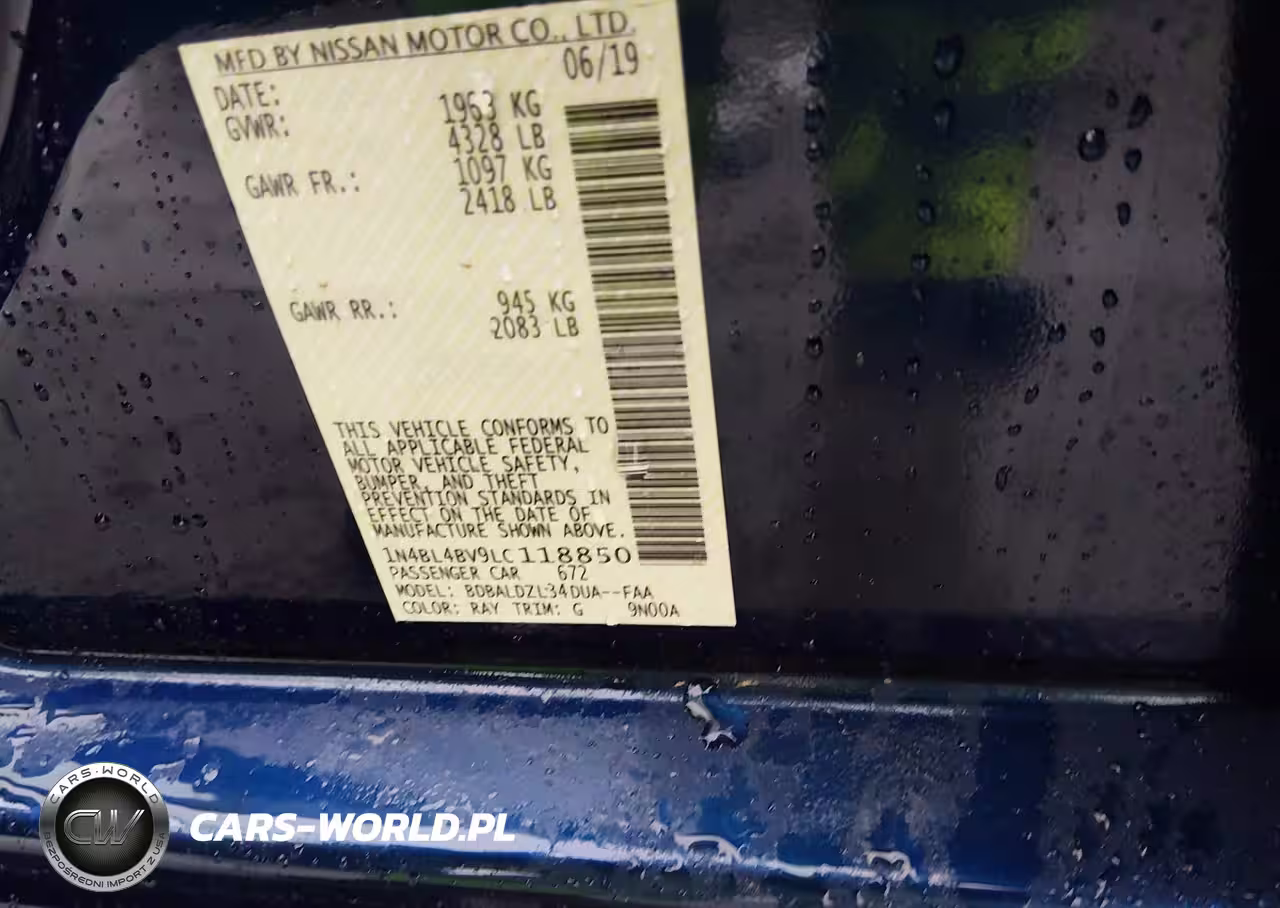 MFD BY NISSAN MOTOR CO., LTD.
DATE: 06/19
GVWR: 1963 KG
4328 LB
GAWR FR.: 1097 KG
2418 LB
GAWR RR.: 945 KG
2083 LB
THIS VEHICLE CONFORMS TO
ALL APPLICABLE FEDERAL
MOTOR VEHICLE SAFETY,
BUMPER, AND THEFT
PREVENTION STANDARDS IN
EFFECT ON THE DATE OF
MANUFACTURE SHOWN ABOVE.
1N4BL4BV9LC118850
PASSENGER CAR 672
MODEL: BDBALDZL34DUA--FAA
COLOR: RAY TRIM: G 9N00A
CARS-WORLD
CW
BEZPOŚREDNI IMPORT Z USA
CARS-WORLD.PL